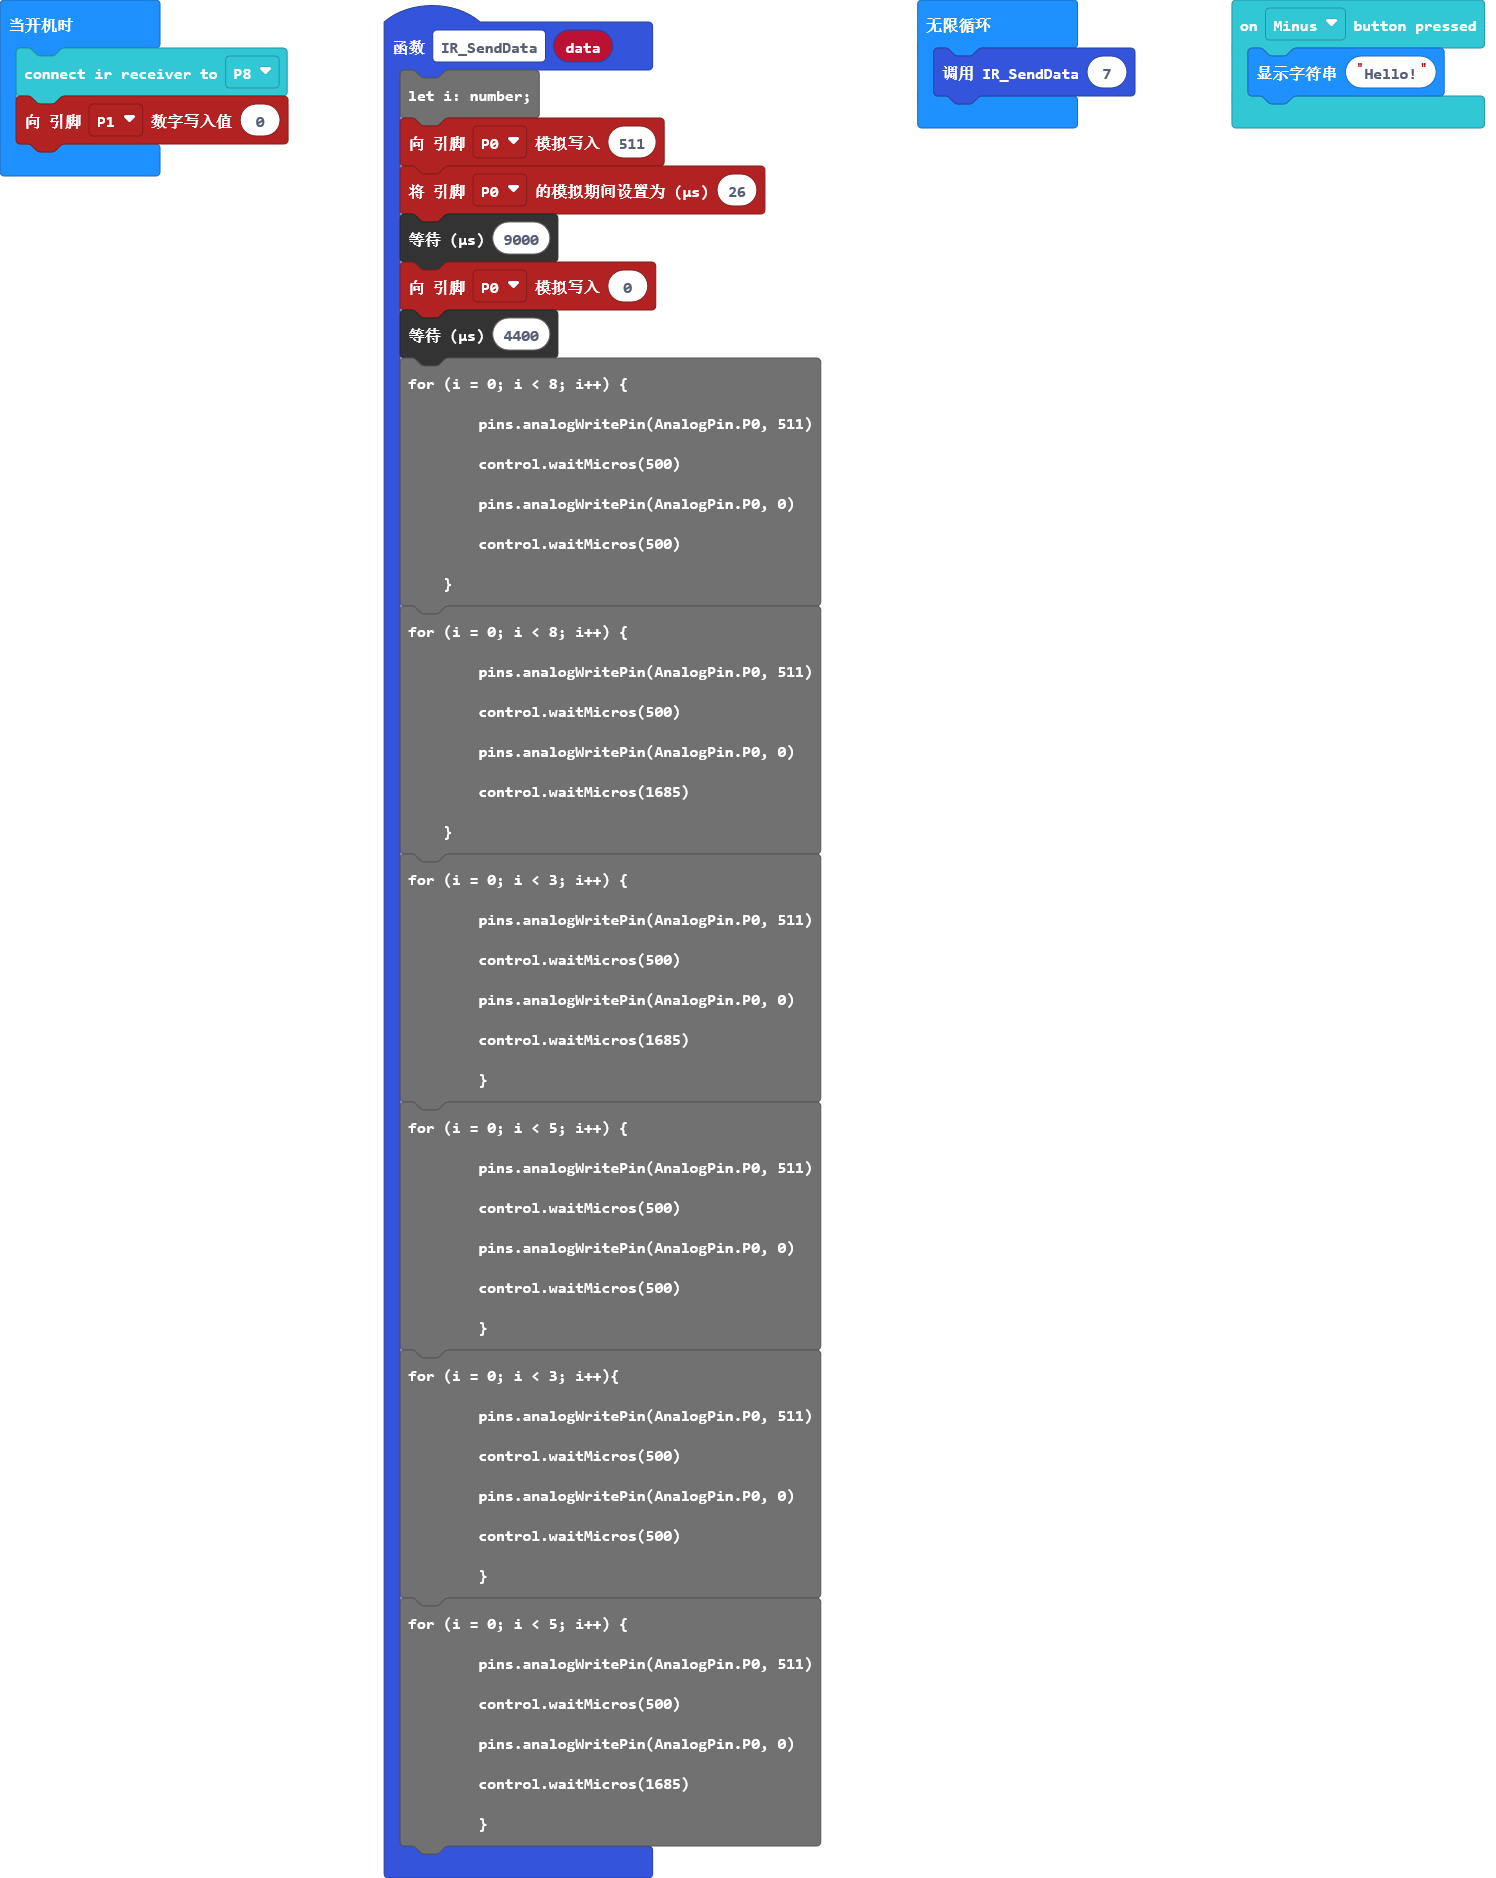 当开机时
connect ir receiver to P8
向 引脚 P1 数字写入值 0
函数 IR_SendData data
let i: number;
向 引脚 P0 模拟写入 511
将 引脚 P0 的模拟期间设置为 (µs) 26
等待 (µs) 9000
向 引脚 P0 模拟写入 0
等待 (µs) 4400
for (i = 0; i < 8; i++) {
pins.analogWritePin(AnalogPin.P0, 511)
control.waitMicros(500)
pins.analogWritePin(AnalogPin.P0, 0)
control.waitMicros(500)
}
for (i = 0; i < 8; i++) {
pins.analogWritePin(AnalogPin.P0, 511)
control.waitMicros(500)
pins.analogWritePin(AnalogPin.P0, 0)
control.waitMicros(1685)
}
for (i = 0; i < 3; i++) {
pins.analogWritePin(AnalogPin.P0, 511)
control.waitMicros(500)
pins.analogWritePin(AnalogPin.P0, 0)
control.waitMicros(1685)
}
for (i = 0; i < 5; i++) {
pins.analogWritePin(AnalogPin.P0, 511)
control.waitMicros(500)
pins.analogWritePin(AnalogPin.P0, 0)
control.waitMicros(500)
}
for (i = 0; i < 3; i++){
pins.analogWritePin(AnalogPin.P0, 511)
control.waitMicros(500)
pins.analogWritePin(AnalogPin.P0, 0)
control.waitMicros(500)
}
for (i = 0; i < 5; i++) {
pins.analogWritePin(AnalogPin.P0, 511)
control.waitMicros(500)
pins.analogWritePin(AnalogPin.P0, 0)
control.waitMicros(1685)
}
无限循环
调用 IR_SendData 7
on Minus button pressed
显示字符串 "Hello!"